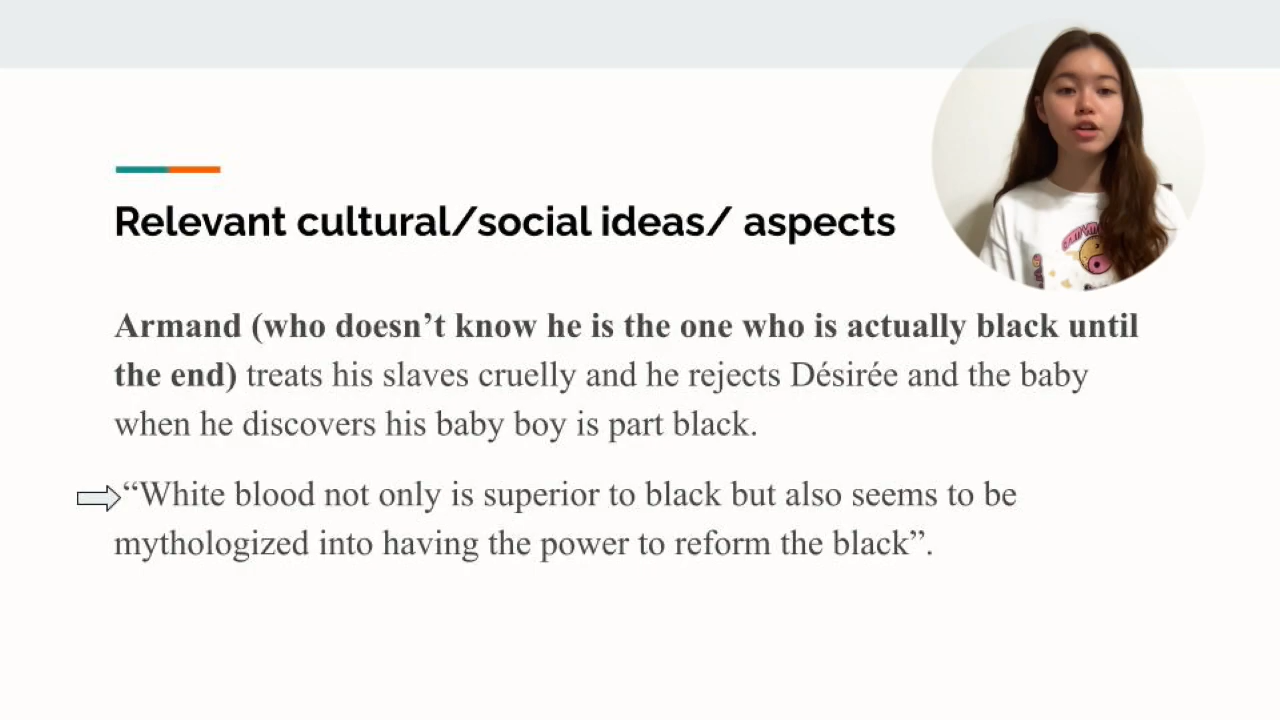 Relevant cultural/social ideas/ aspects
Armand (who doesn’t know he is the one who is actually black until
the end) treats his slaves cruelly and he rejects Désirée and the baby
when he discovers his baby boy is part black.
“White blood not only is superior to black but also seems to be
mythologized into having the power to reform the black”.